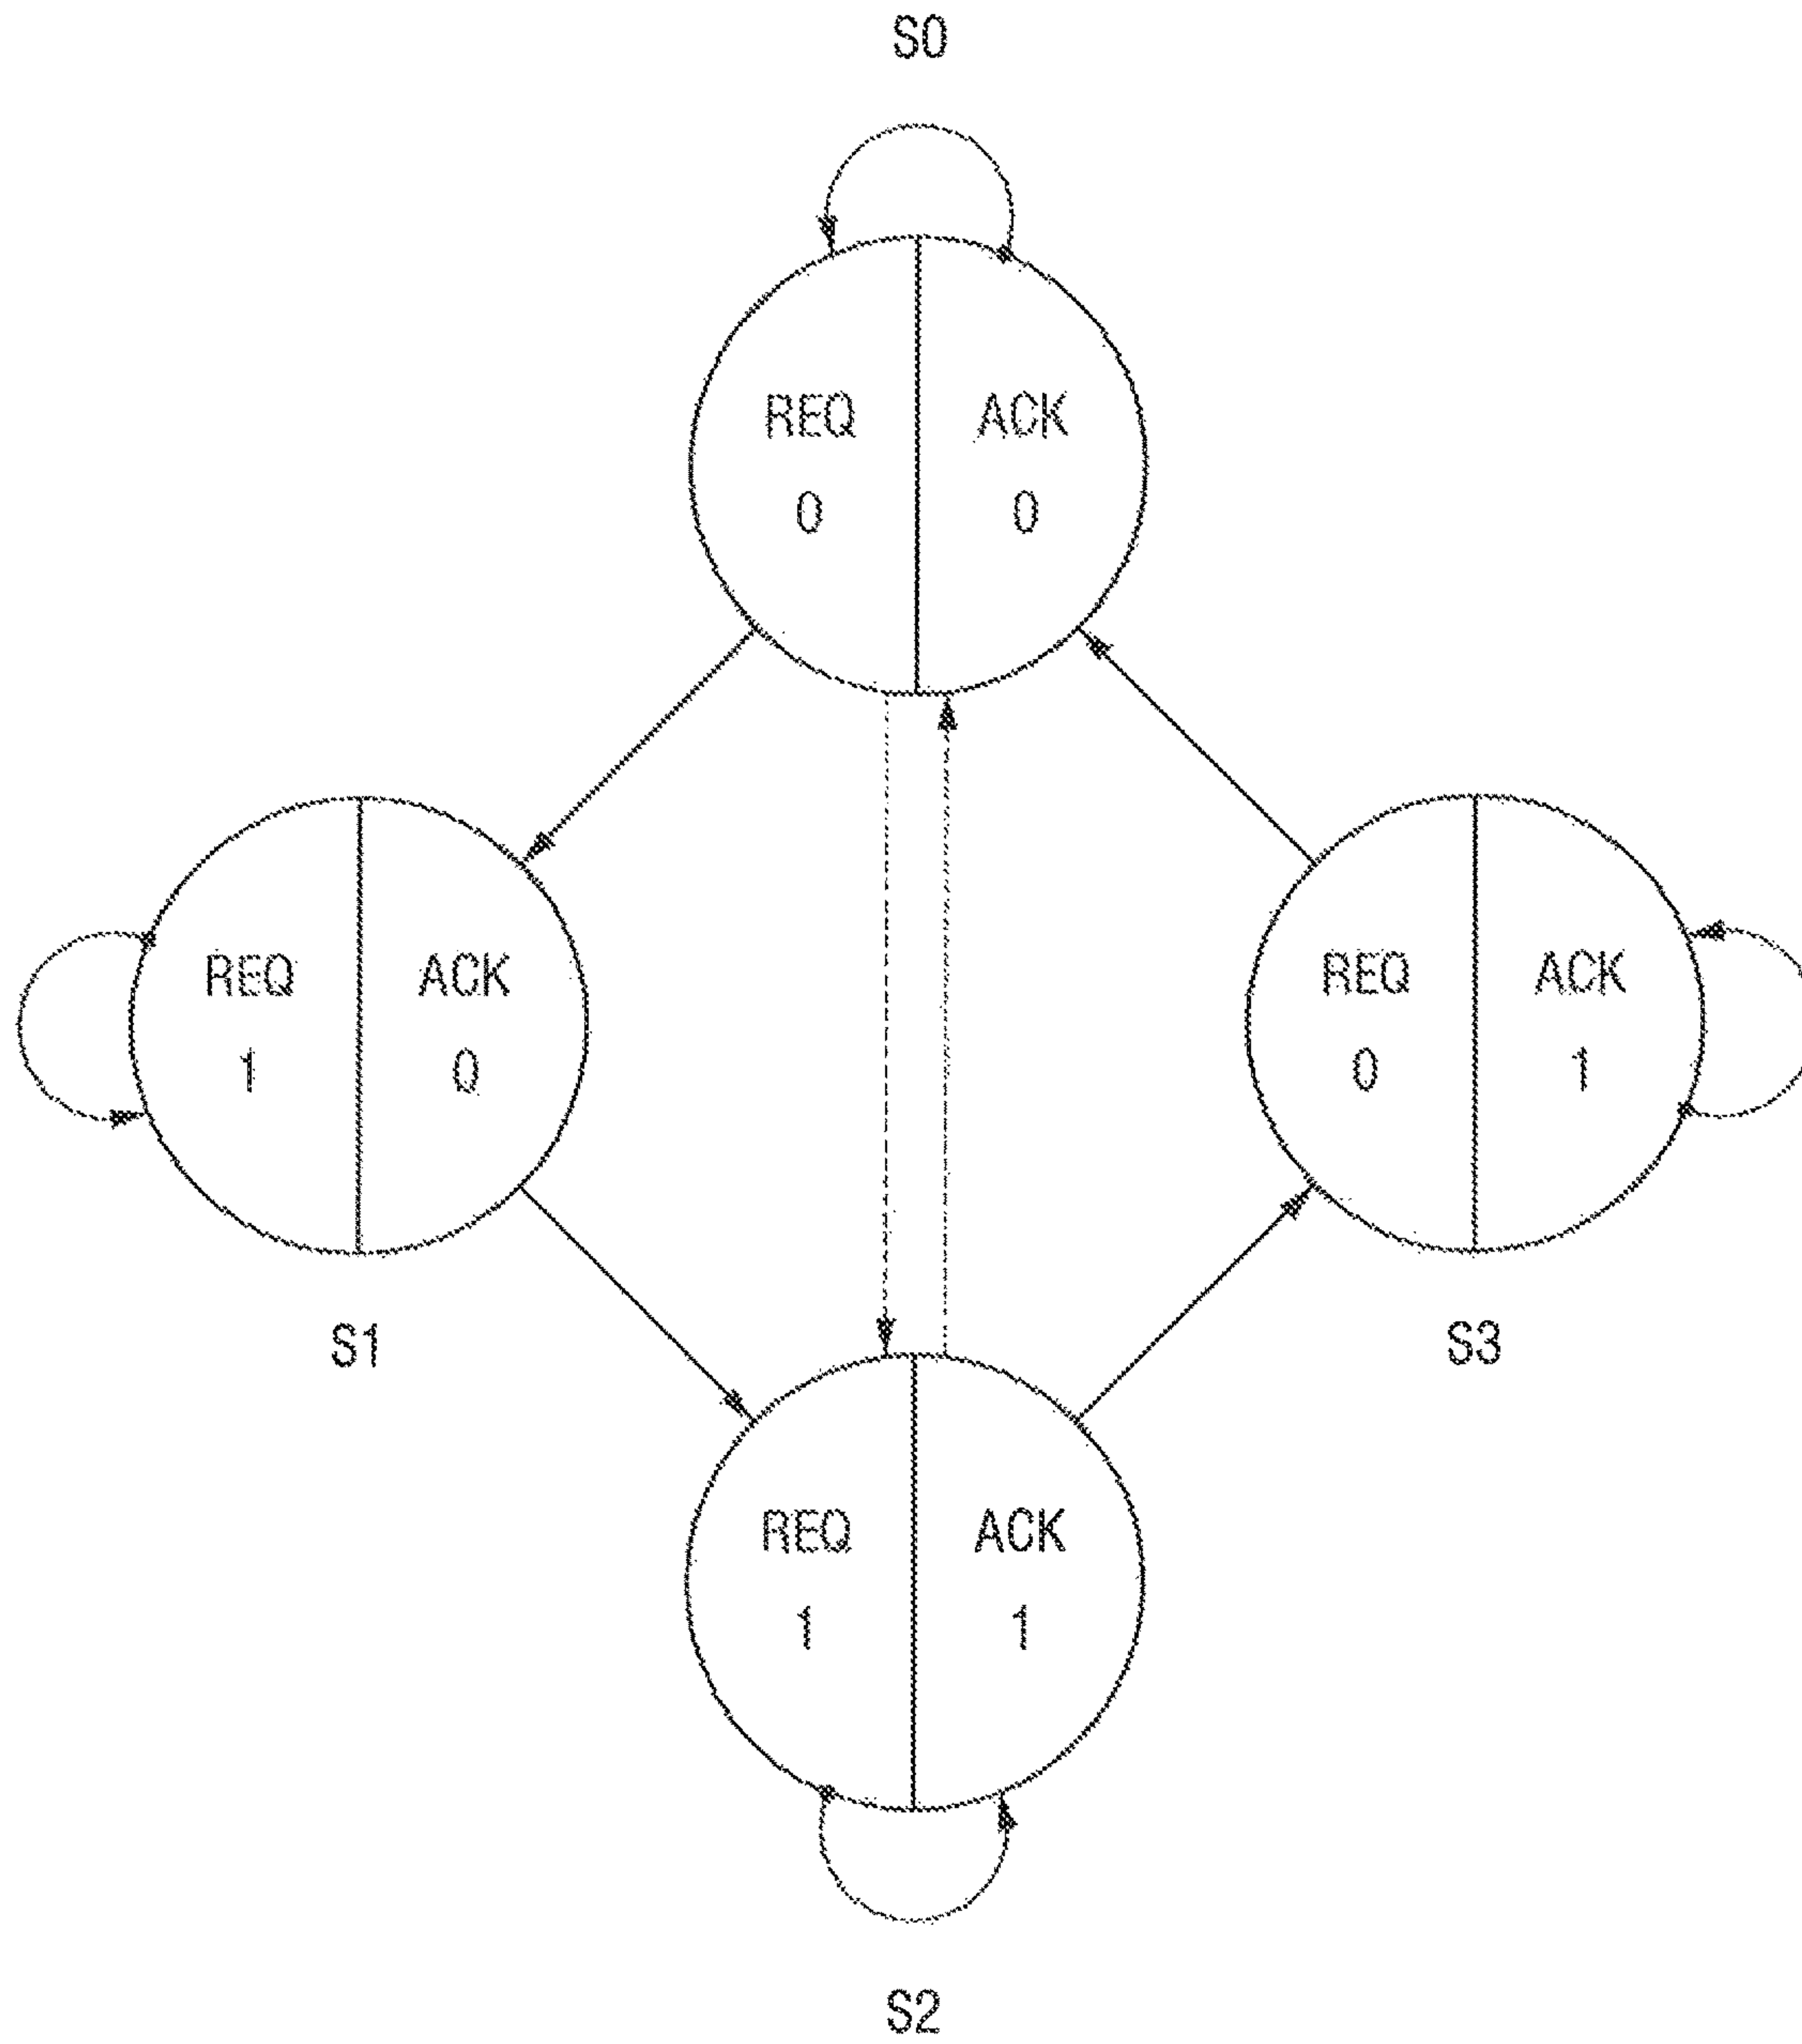 S0
REQ ACK
0 0
REQ ACK
1 0
S1
REQ ACK
0 1
S3
REQ ACK
1 1
S2